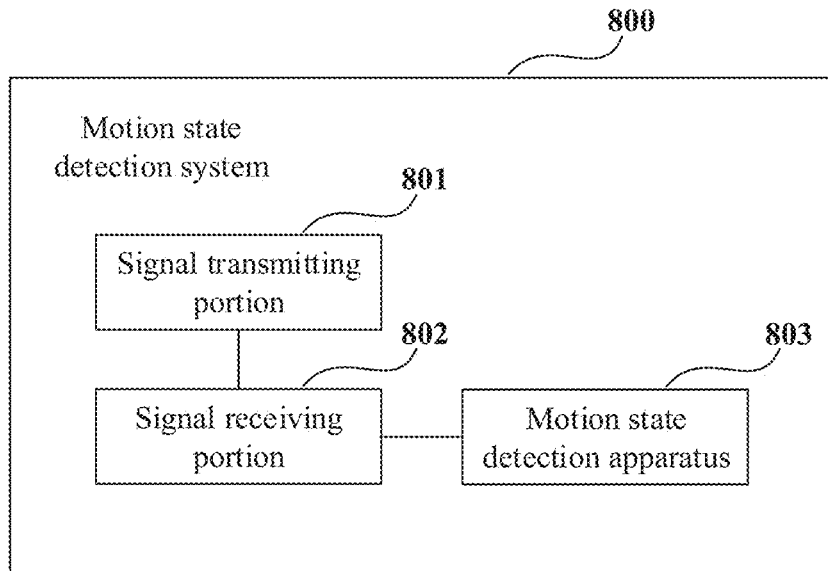 800
Motion state
detection system
801
Signal transmitting
portion
802
803
Signal receiving
portion
Motion state
detection apparatus